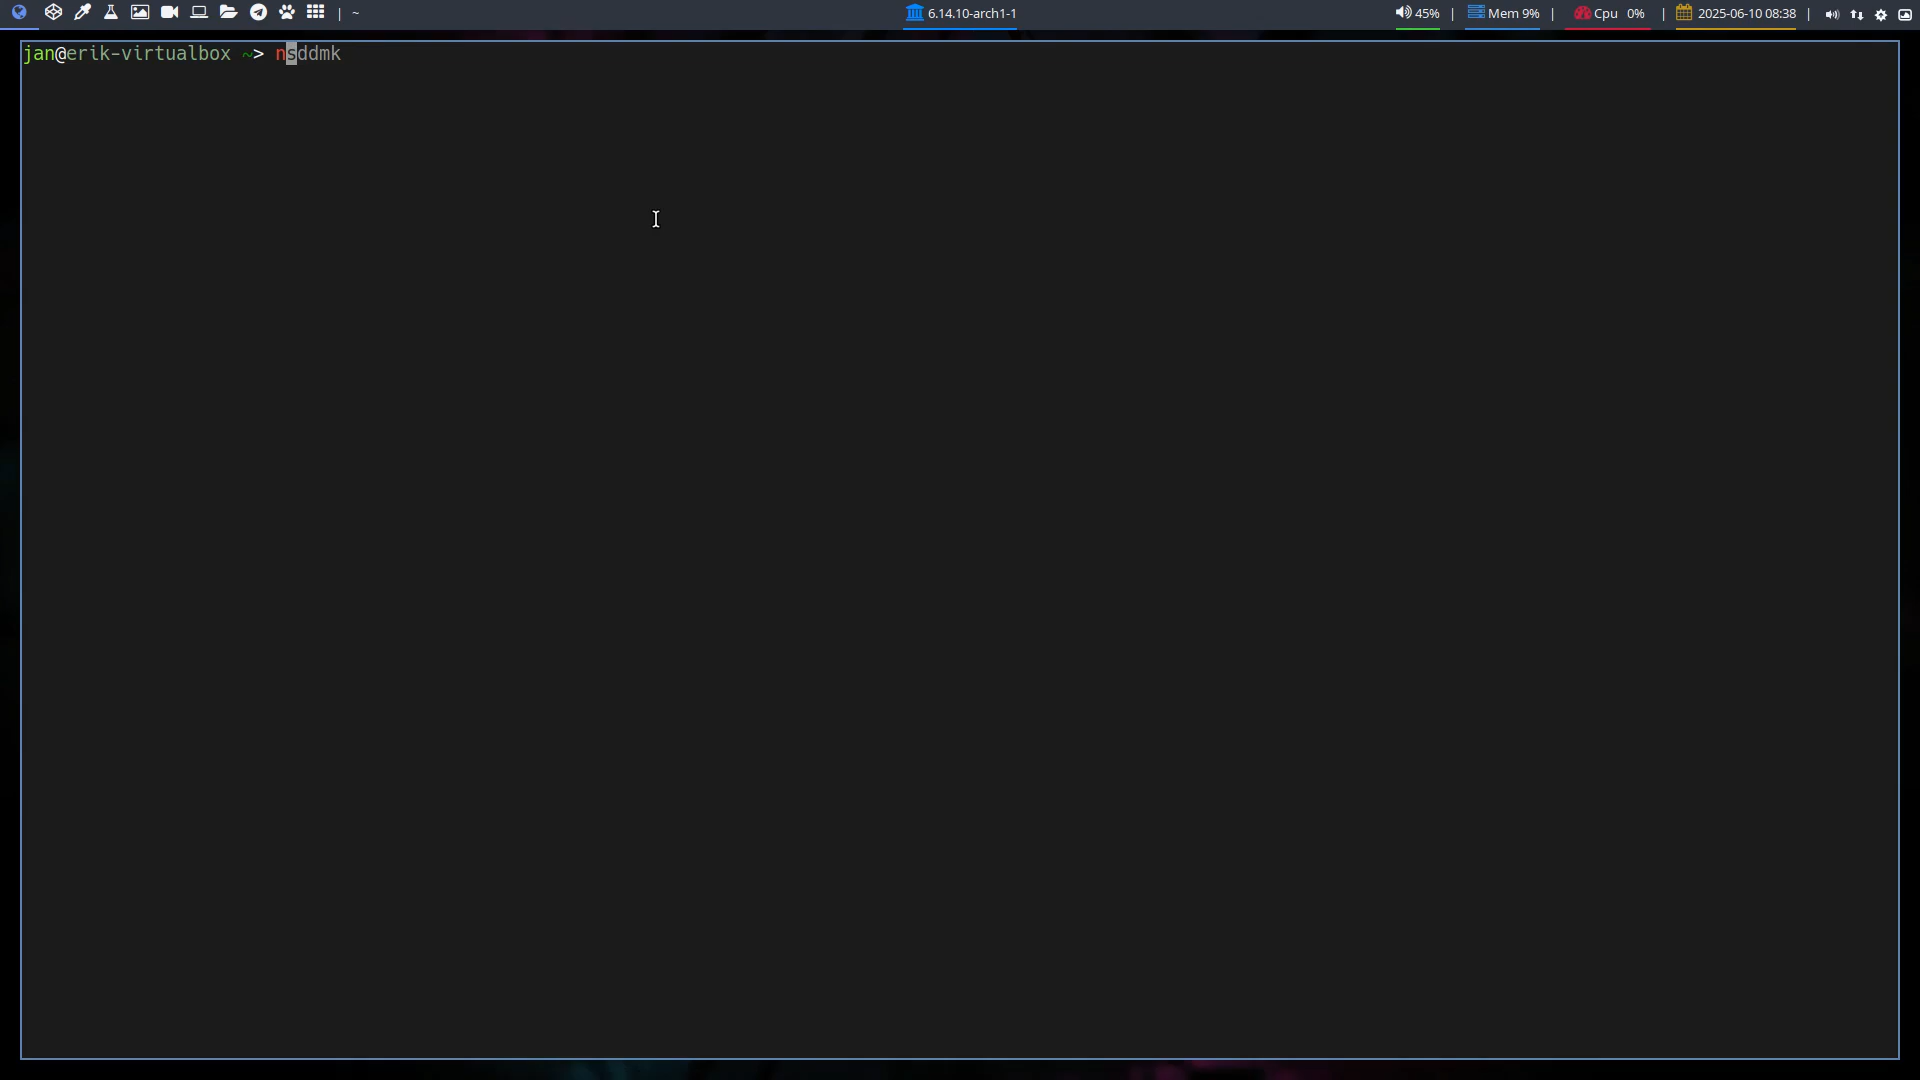 | ~ 6.14.10-arch1-1 45% | Mem 9% | Cpu 0% | 2025-06-10 08:38 |
jan@erik-virtualbox ~> nsddmk